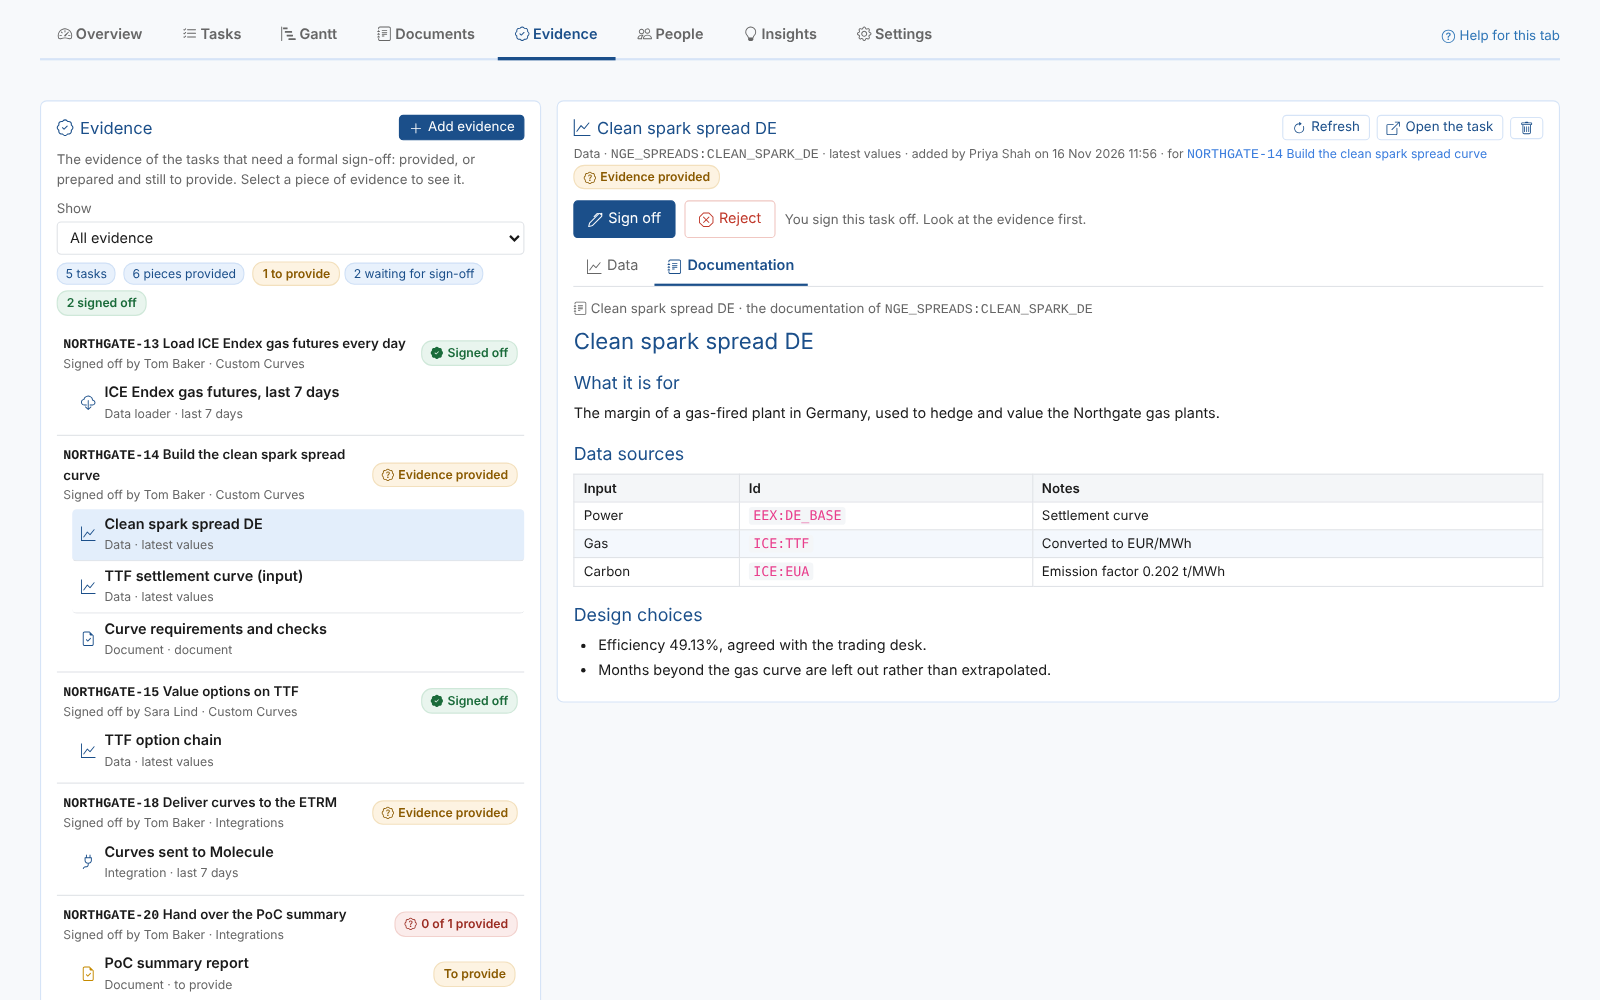 Overview
Tasks
Gantt
Documents
Evidence
People
Insights
Settings
Help for this tab
Evidence
Add evidence
The evidence of the tasks that need a formal sign-off: provided, or
prepared and still to provide. Select a piece of evidence to see it.
Show
All evidence
5 tasks
6 pieces provided
1 to provide
2 waiting for sign-off
2 signed off
NORTHGATE-13 Load ICE Endex gas futures every day
Signed off by Tom Baker · Custom Curves
Signed off
ICE Endex gas futures, last 7 days
Data loader · last 7 days
NORTHGATE-14 Build the clean spark spread
curve
Signed off by Tom Baker · Custom Curves
Evidence provided
Clean spark spread DE
Data · latest values
TTF settlement curve (input)
Data · latest values
Curve requirements and checks
Document · document
NORTHGATE-15 Value options on TTF
Signed off by Sara Lind · Custom Curves
Signed off
TTF option chain
Data · latest values
NORTHGATE-18 Deliver curves to the ETRM
Signed off by Tom Baker · Integrations
Evidence provided
Curves sent to Molecule
Integration · last 7 days
NORTHGATE-20 Hand over the PoC summary
Signed off by Tom Baker · Integrations
0 of 1 provided
PoC summary report
Document · to provide
To provide
Clean spark spread DE
Refresh
Open the task
Data · NGE_SPREADS:CLEAN_SPARK_DE · latest values · added by Priya Shah on 16 Nov 2026 11:56 · for NORTHGATE-14 Build the clean spark spread curve
Evidence provided
Sign off
Reject
You sign this task off. Look at the evidence first.
Data
Documentation
Clean spark spread DE · the documentation of NGE_SPREADS:CLEAN_SPARK_DE
Clean spark spread DE
What it is for
The margin of a gas-fired plant in Germany, used to hedge and value the Northgate gas plants.
Data sources
Input Id Notes
Power EEX:DE_BASE Settlement curve
Gas ICE:TTF Converted to EUR/MWh
Carbon ICE:EUA Emission factor 0.202 t/MWh
Design choices
• Efficiency 49.13%, agreed with the trading desk.
• Months beyond the gas curve are left out rather than extrapolated.